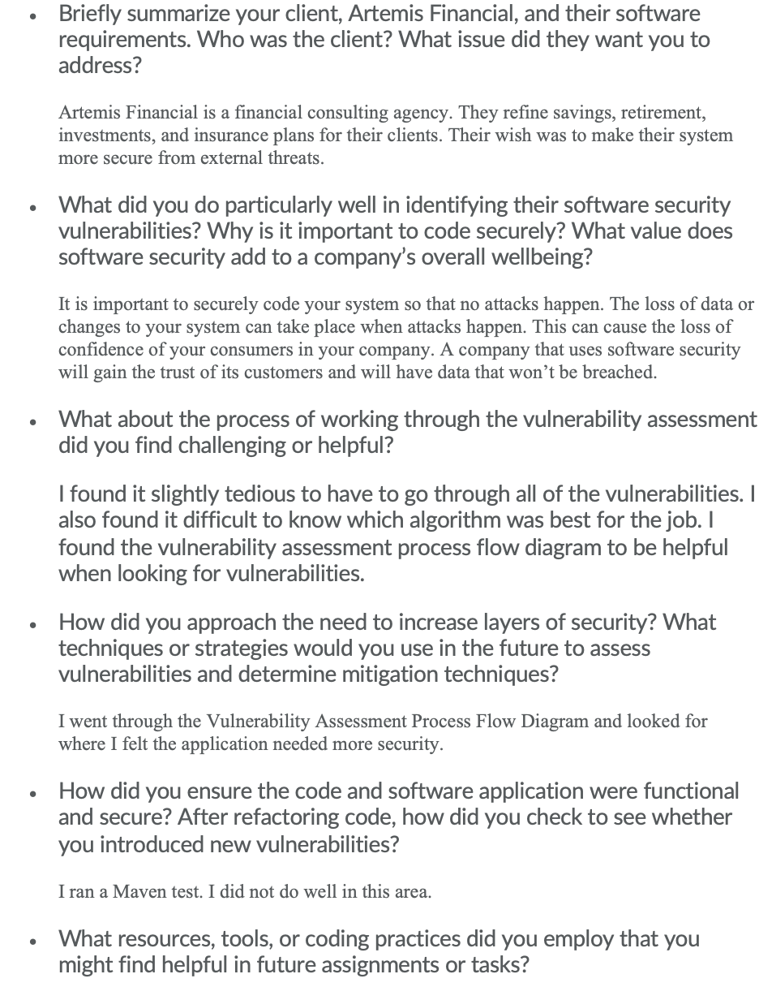 • Briefly summarize your client, Artemis Financial, and their software
requirements. Who was the client? What issue did they want you to
address?
Artemis Financial is a financial consulting agency. They refine savings, retirement,
investments, and insurance plans for their clients. Their wish was to make their system
more secure from external threats.
• What did you do particularly well in identifying their software security
vulnerabilities? Why is it important to code securely? What value does
software security add to a company’s overall wellbeing?
It is important to securely code your system so that no attacks happen. The loss of data or
changes to your system can take place when attacks happen. This can cause the loss of
confidence of your consumers in your company. A company that uses software security
will gain the trust of its customers and will have data that won’t be breached.
• What about the process of working through the vulnerability assessment
did you find challenging or helpful?
I found it slightly tedious to have to go through all of the vulnerabilities. I
also found it difficult to know which algorithm was best for the job. I
found the vulnerability assessment process flow diagram to be helpful
when looking for vulnerabilities.
• How did you approach the need to increase layers of security? What
techniques or strategies would you use in the future to assess
vulnerabilities and determine mitigation techniques?
I went through the Vulnerability Assessment Process Flow Diagram and looked for
where I felt the application needed more security.
• How did you ensure the code and software application were functional
and secure? After refactoring code, how did you check to see whether
you introduced new vulnerabilities?
I ran a Maven test. I did not do well in this area.
• What resources, tools, or coding practices did you employ that you
might find helpful in future assignments or tasks?